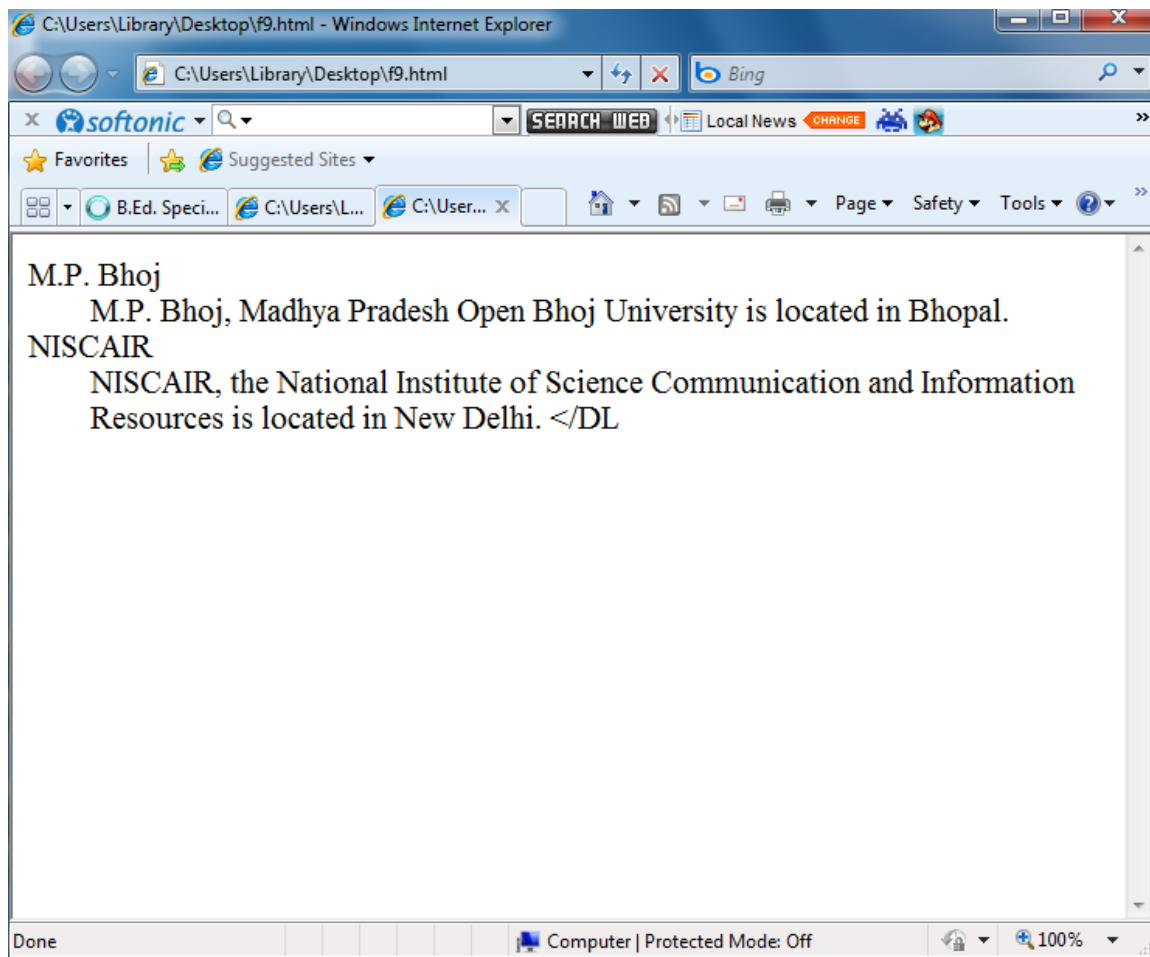 C:\Users\Library\Desktop\f9.html - Windows Internet Explorer
C:\Users\Library\Desktop\f9.html Bing
softonic SEARCH WEB Local News CHANGE
Favorites Suggested Sites
B.Ed. Speci... C:\Users\L... C:\User... Page Safety Tools
M.P. Bhoj
M.P. Bhoj, Madhya Pradesh Open Bhoj University is located in Bhopal.
NISCAIR
NISCAIR, the National Institute of Science Communication and Information
Resources is located in New Delhi. </DL
Done Computer | Protected Mode: Off 100%